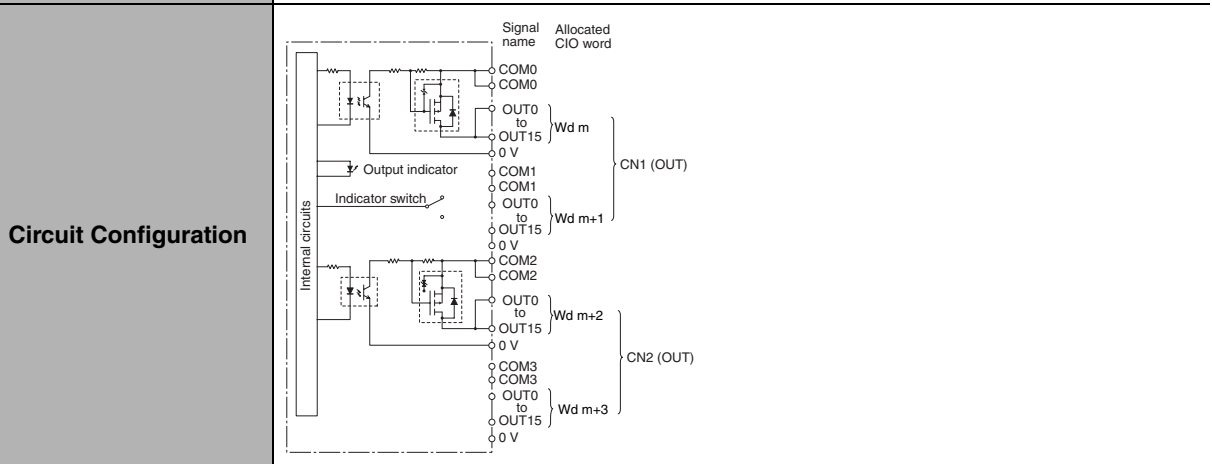 Circuit Configuration
Signal name
Allocated CIO word
Internal circuits
COM0
COM0
OUT0
to
OUT15
Wd m
0 V
Output indicator
COM1
COM1
CN1 (OUT)
Indicator switch
OUT0
to
OUT15
Wd m+1
0 V
COM2
COM2
OUT0
to
OUT15
Wd m+2
0 V
CN2 (OUT)
COM3
COM3
OUT0
to
OUT15
Wd m+3
0 V